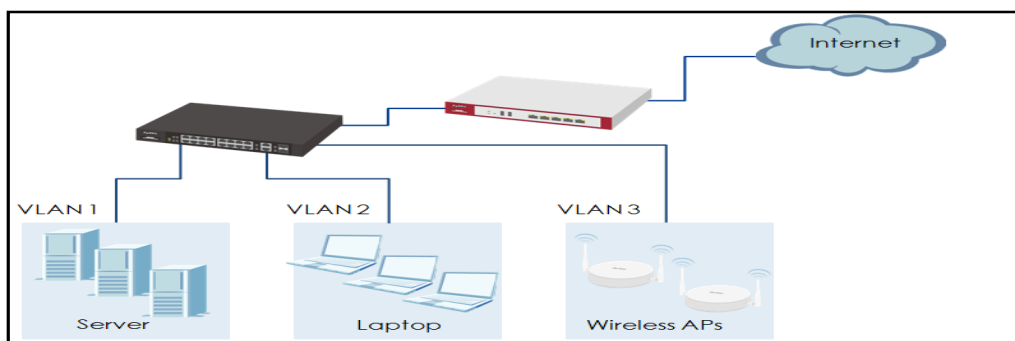 Internet
VLAN 1
VLAN 2
VLAN 3
Server
Laptop
Wireless APs